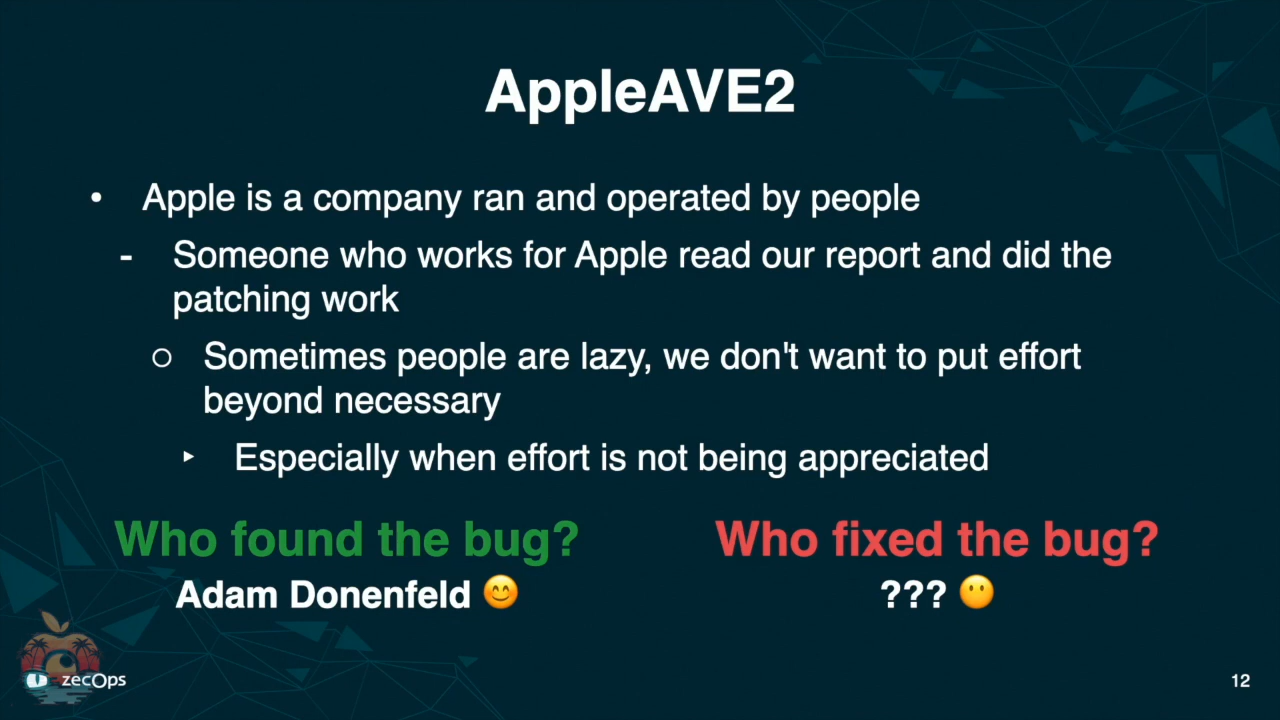 AppleAVE2
• Apple is a company ran and operated by people
- Someone who works for Apple read our report and did the
patching work
○ Sometimes people are lazy, we don't want to put effort
beyond necessary
‣ Especially when effort is not being appreciated
Who found the bug?
Adam Donenfeld 😊
Who fixed the bug?
??? 😶
zecOps
12